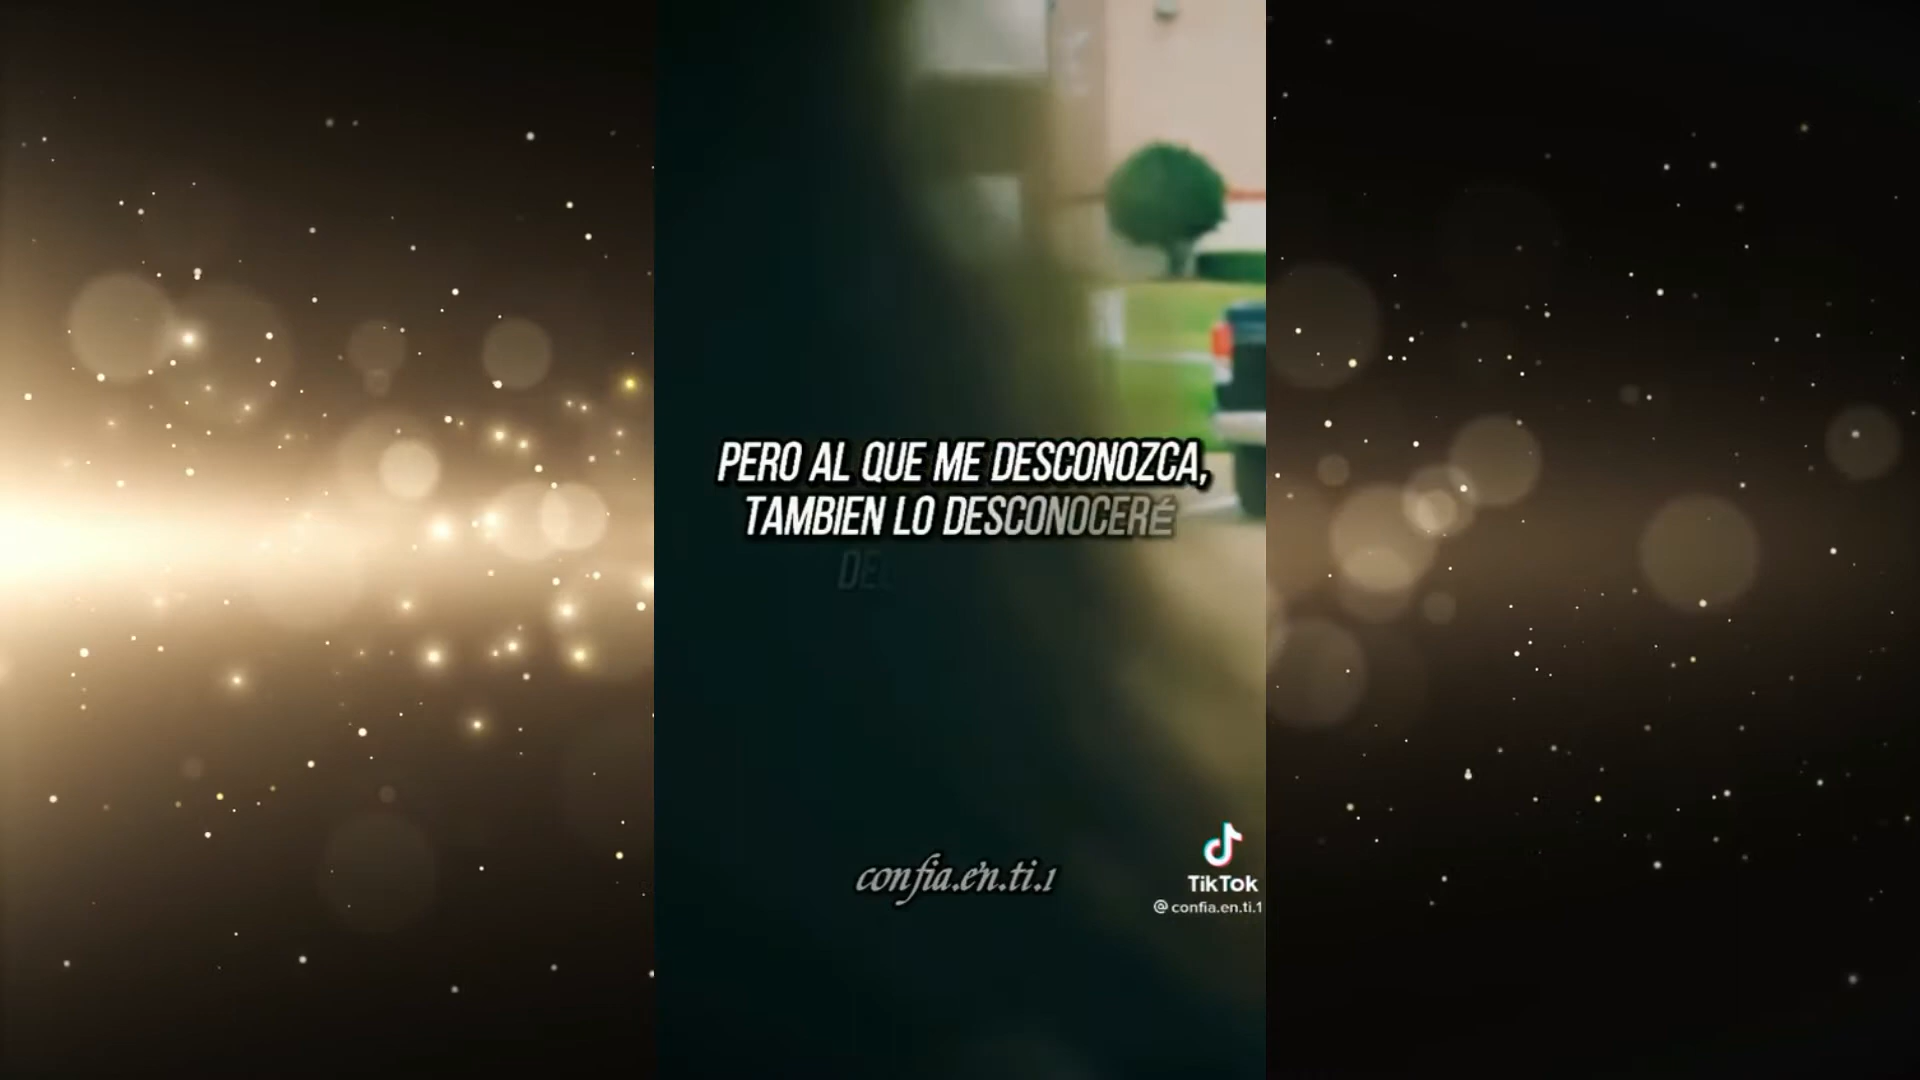 PERO AL QUE ME DESCONOZCA,
TAMBIEN LO DESCONOCERÉ
confia.en.ti.1
TikTok
@confia.en.ti.1